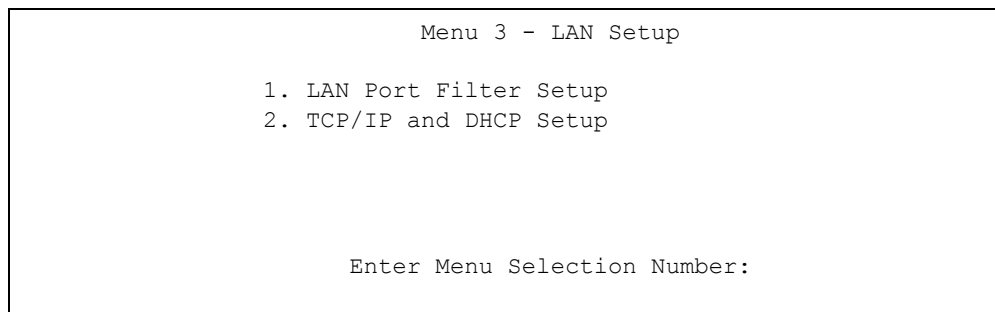 Menu 3 - LAN Setup
1. LAN Port Filter Setup
2. TCP/IP and DHCP Setup
Enter Menu Selection Number: